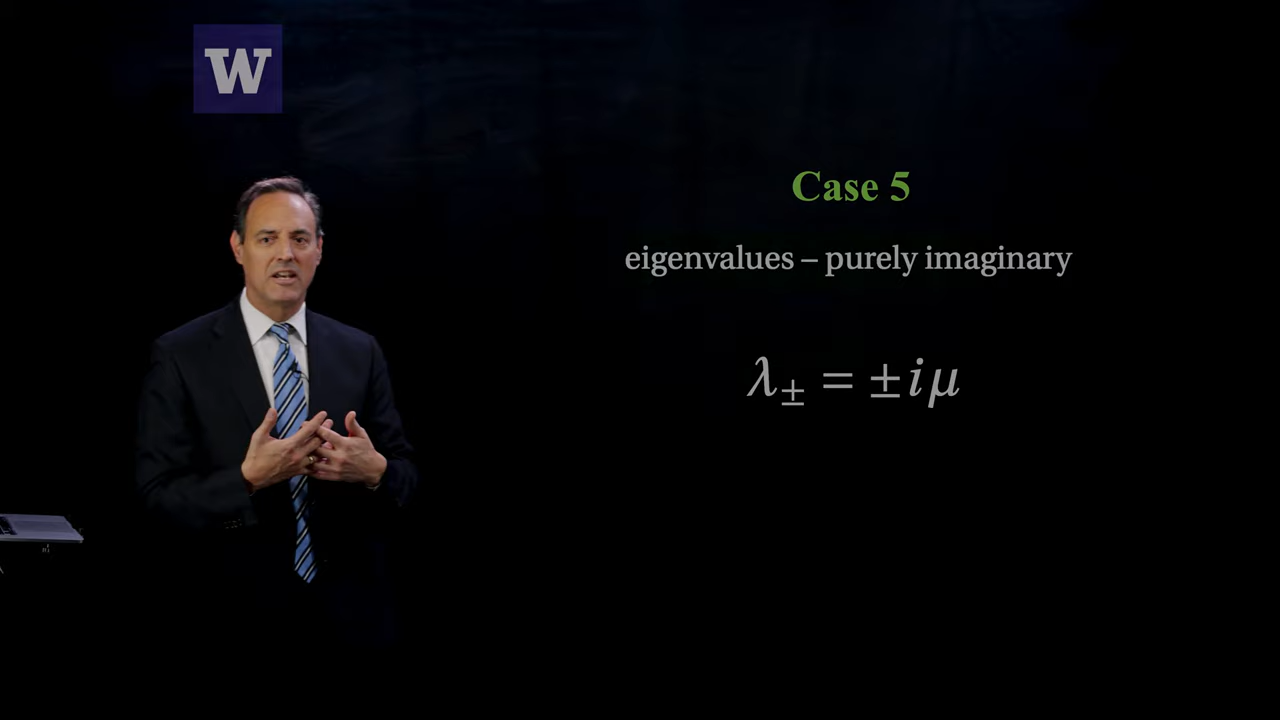 W
Case 5
eigenvalues – purely imaginary
λ± = ±iμ